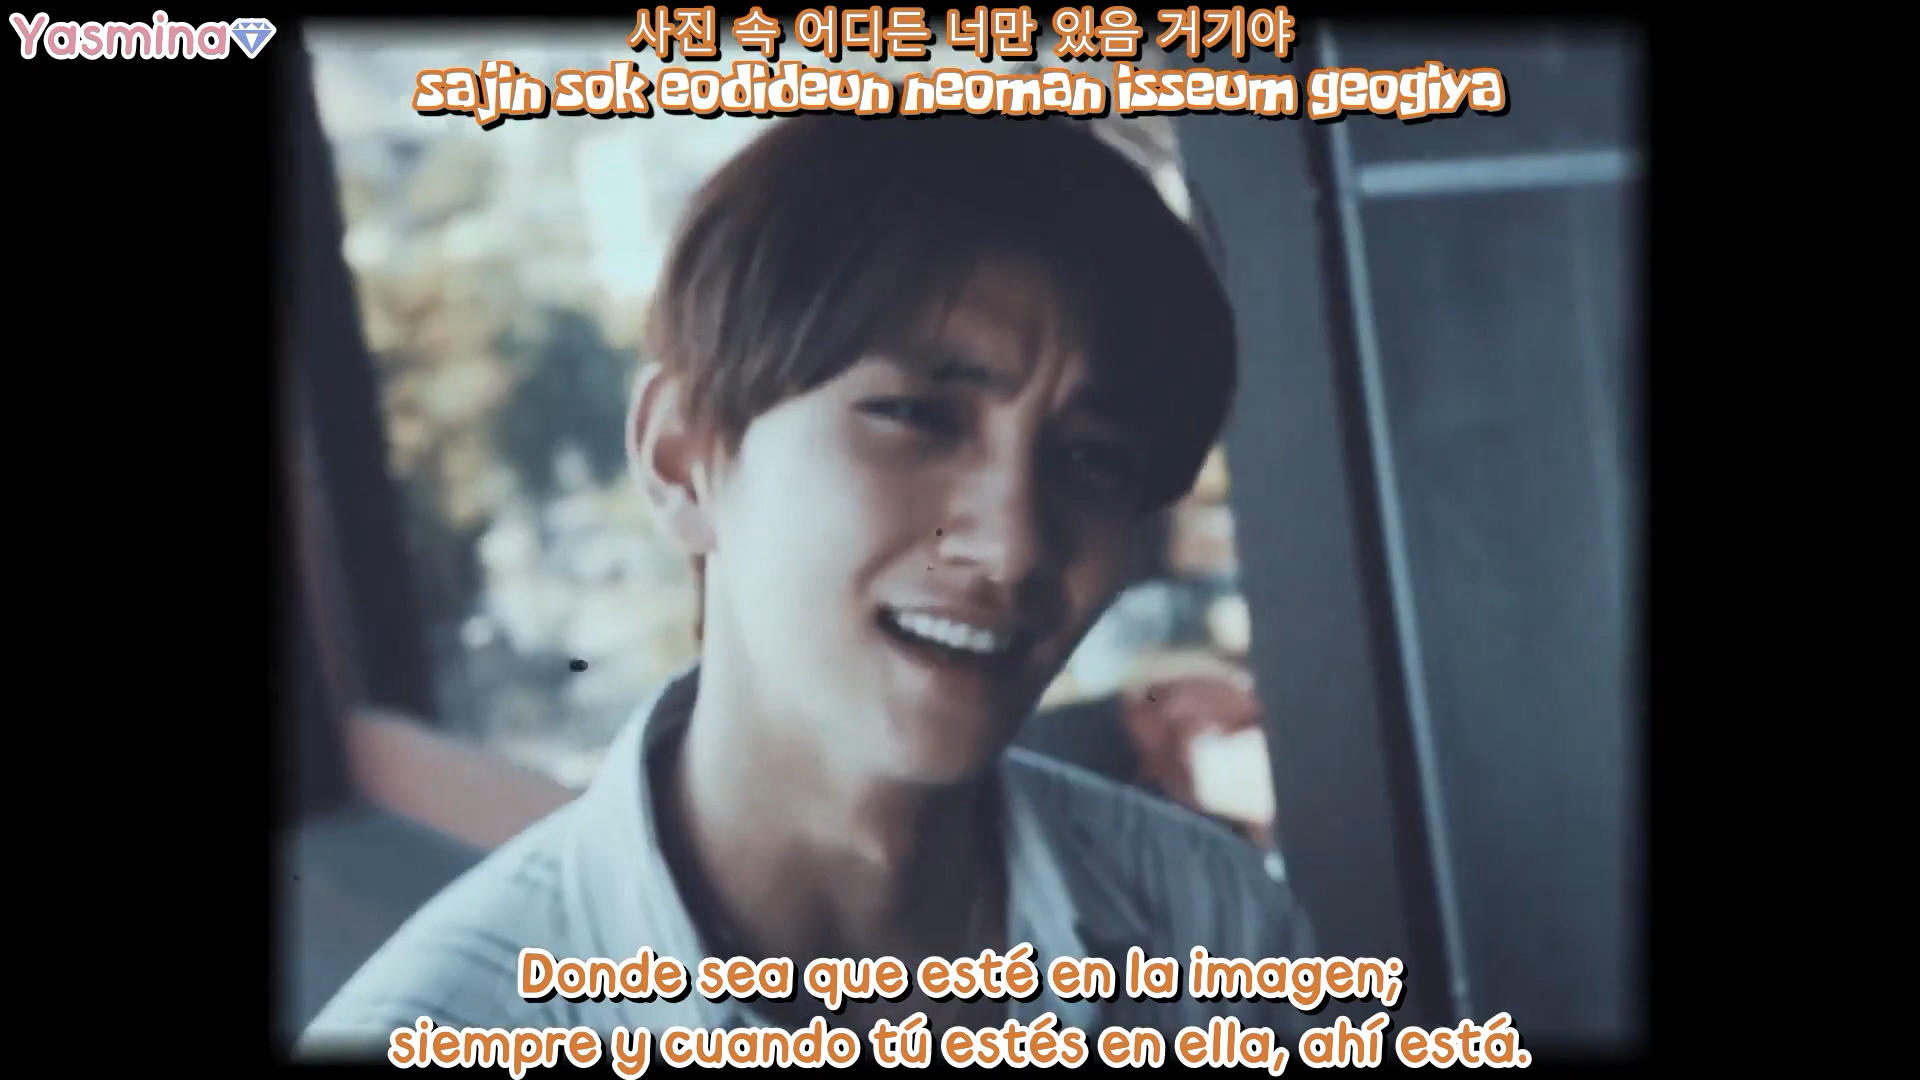 Yasmina
사진 속 어디든 너만 있음 거기야
sajin sok eodideun neoman isseum geogiya
Donde sea que esté en la imagen;
siempre y cuando tú estés en ella, ahí está.